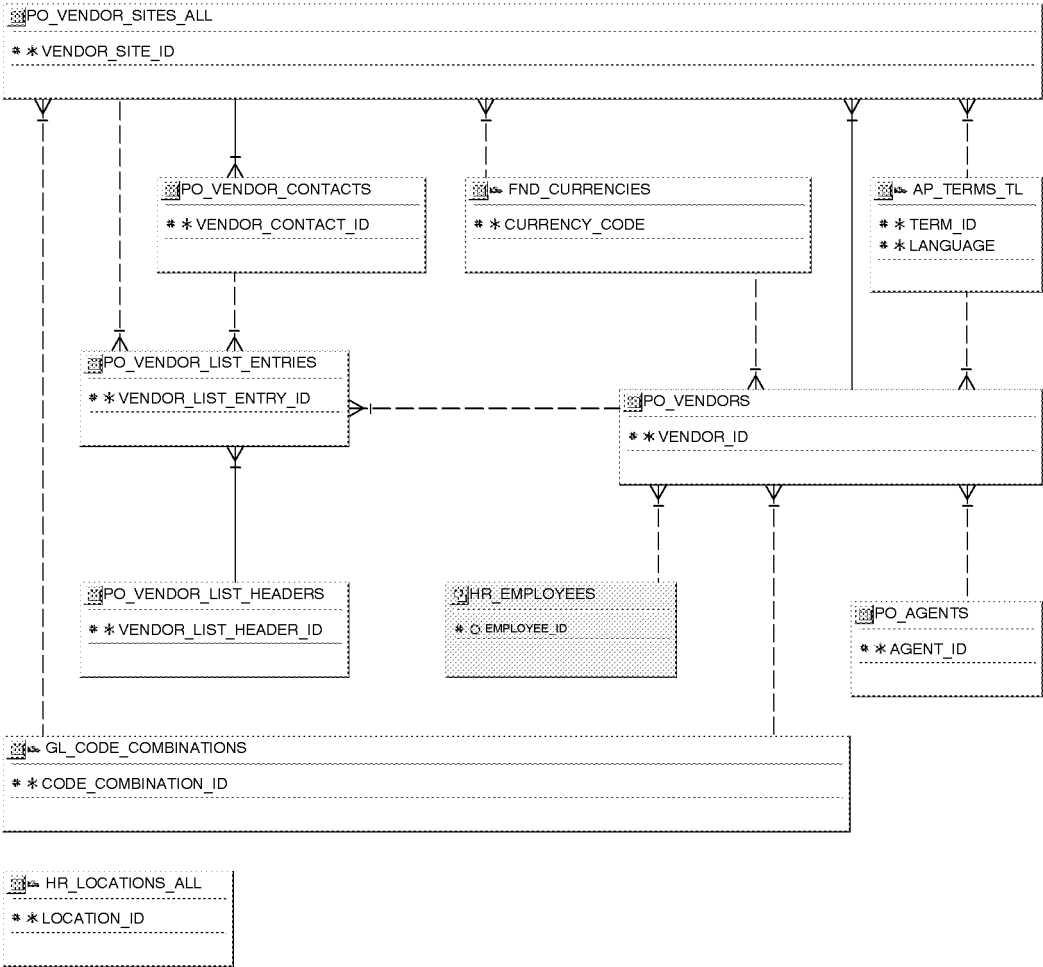 PO_VENDOR_SITES_ALL
# * VENDOR_SITE_ID
PO_VENDOR_CONTACTS
# * VENDOR_CONTACT_ID
FND_CURRENCIES
# * CURRENCY_CODE
AP_TERMS_TL
# * TERM_ID
# * LANGUAGE
PO_VENDOR_LIST_ENTRIES
# * VENDOR_LIST_ENTRY_ID
PO_VENDORS
# * VENDOR_ID
PO_VENDOR_LIST_HEADERS
# * VENDOR_LIST_HEADER_ID
HR_EMPLOYEES
# O EMPLOYEE_ID
PO_AGENTS
# * AGENT_ID
GL_CODE_COMBINATIONS
# * CODE_COMBINATION_ID
HR_LOCATIONS_ALL
# * LOCATION_ID